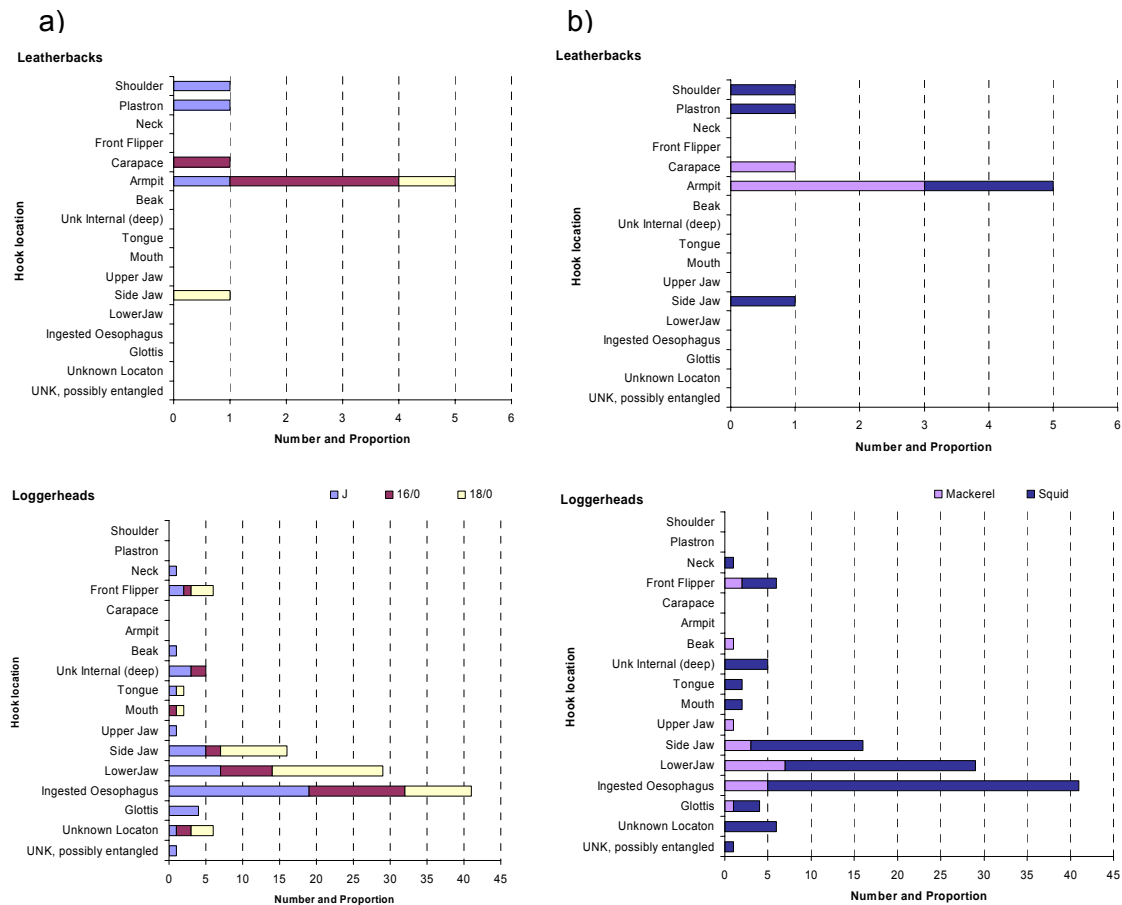 a)
Leatherbacks
Hook location
Shoulder
Plastron
Neck
Front Flipper
Carapace
Armpit
Beak
Unk Internal (deep)
Tongue
Mouth
Upper Jaw
Side Jaw
LowerJaw
Ingested Oesophagus
Glottis
Unknown Locaton
UNK, possibly entangled
0 1 2 3 4 5 6
Number and Proportion
Loggerheads
J 16/0 18/0
Hook location
Shoulder
Plastron
Neck
Front Flipper
Carapace
Armpit
Beak
Unk Internal (deep)
Tongue
Mouth
Upper Jaw
Side Jaw
LowerJaw
Ingested Oesophagus
Glottis
Unknown Locaton
UNK, possibly entangled
0 5 10 15 20 25 30 35 40 45
Number and Proportion
b)
Leatherbacks
Hook location
Shoulder
Plastron
Neck
Front Flipper
Carapace
Armpit
Beak
Unk Internal (deep)
Tongue
Mouth
Upper Jaw
Side Jaw
LowerJaw
Ingested Oesophagus
Glottis
Unknown Locaton
UNK, possibly entangled
0 1 2 3 4 5 6
Number and Proportion
Loggerheads
Mackerel Squid
Hook location
Shoulder
Plastron
Neck
Front Flipper
Carapace
Armpit
Beak
Unk Internal (deep)
Tongue
Mouth
Upper Jaw
Side Jaw
LowerJaw
Ingested Oesophagus
Glottis
Unknown Locaton
UNK, possibly entangled
0 5 10 15 20 25 30 35 40 45
Number and Proportion